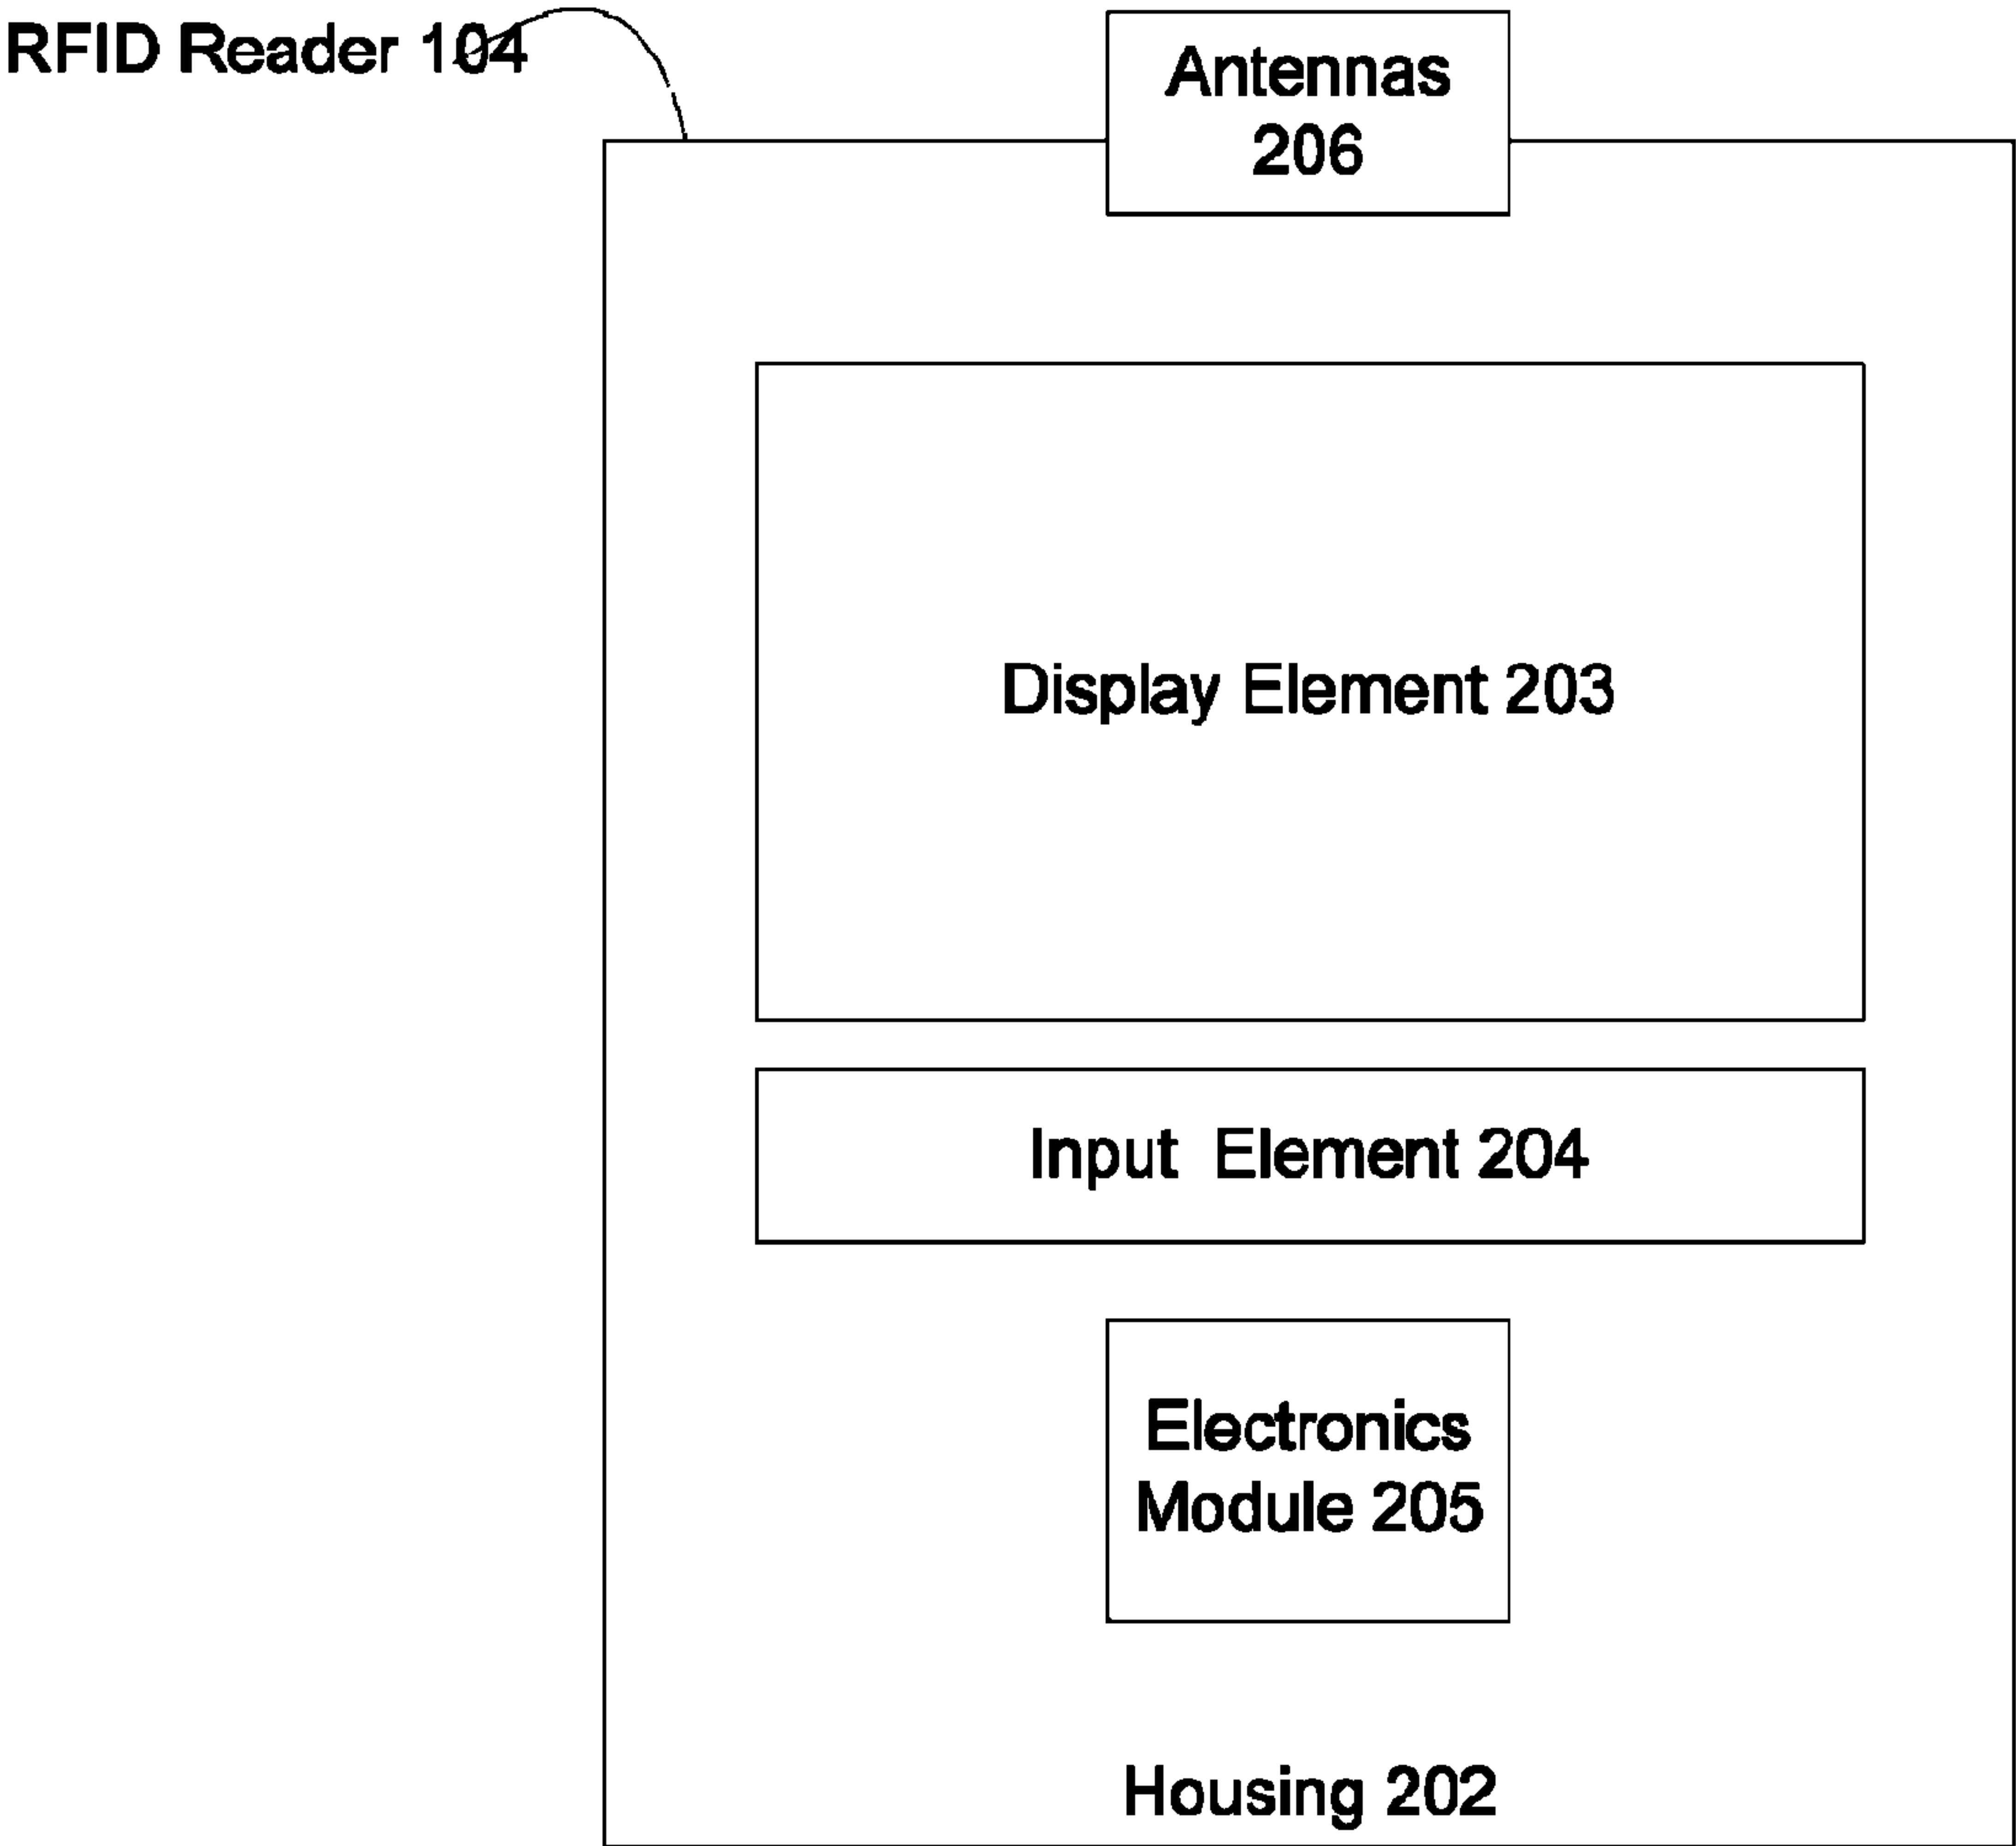 RFID Reader 104
Antennas
206
Display Element 203
Input Element 204
Electronics
Module 205
Housing 202